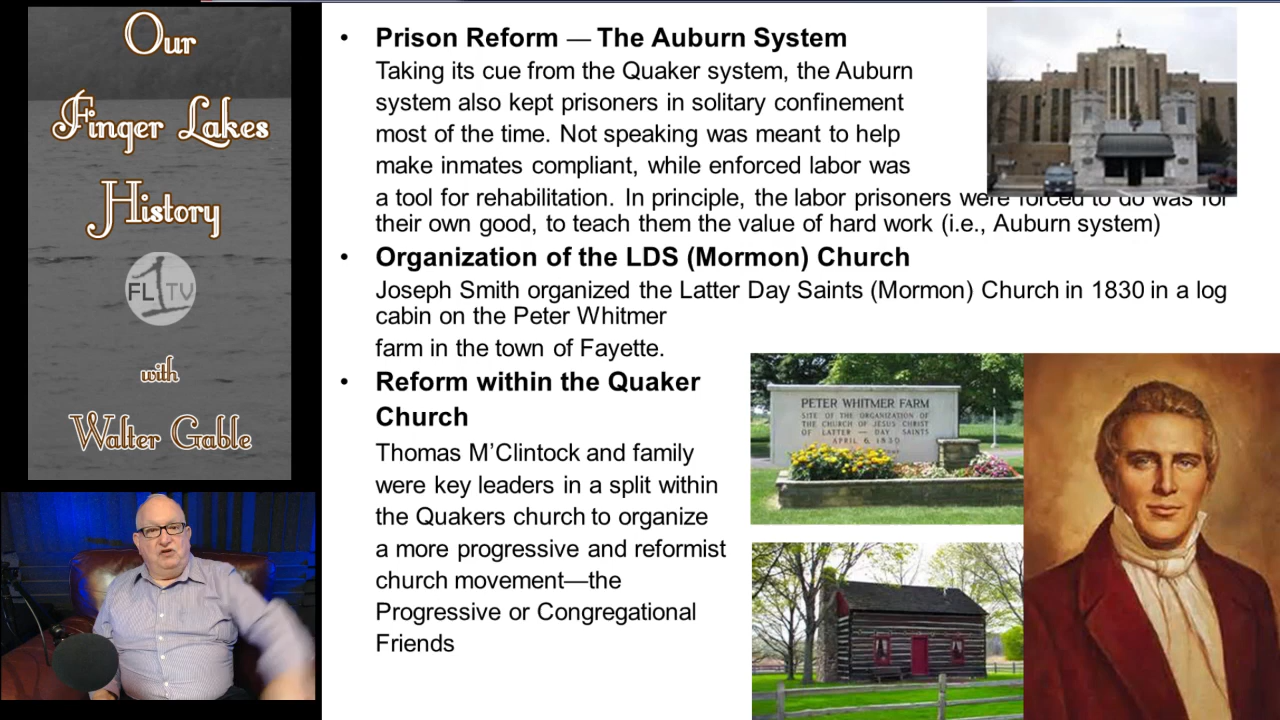 Our
Finger Lakes
History
FL1TV
with
Walter Gable
• Prison Reform — The Auburn System
Taking its cue from the Quaker system, the Auburn
system also kept prisoners in solitary confinement
most of the time. Not speaking was meant to help
make inmates compliant, while enforced labor was
a tool for rehabilitation. In principle, the labor prisoners were forced to do was for
their own good, to teach them the value of hard work (i.e., Auburn system)
• Organization of the LDS (Mormon) Church
Joseph Smith organized the Latter Day Saints (Mormon) Church in 1830 in a log
cabin on the Peter Whitmer
farm in the town of Fayette.
• Reform within the Quaker
Church
Thomas M’Clintock and family
were key leaders in a split within
the Quakers church to organize
a more progressive and reformist
church movement—the
Progressive or Congregational
Friends
PETER WHITMER FARM
SITE OF THE ORGANIZATION OF
THE CHURCH OF JESUS CHRIST
OF LATTER — DAY SAINTS
APRIL 6, 1830